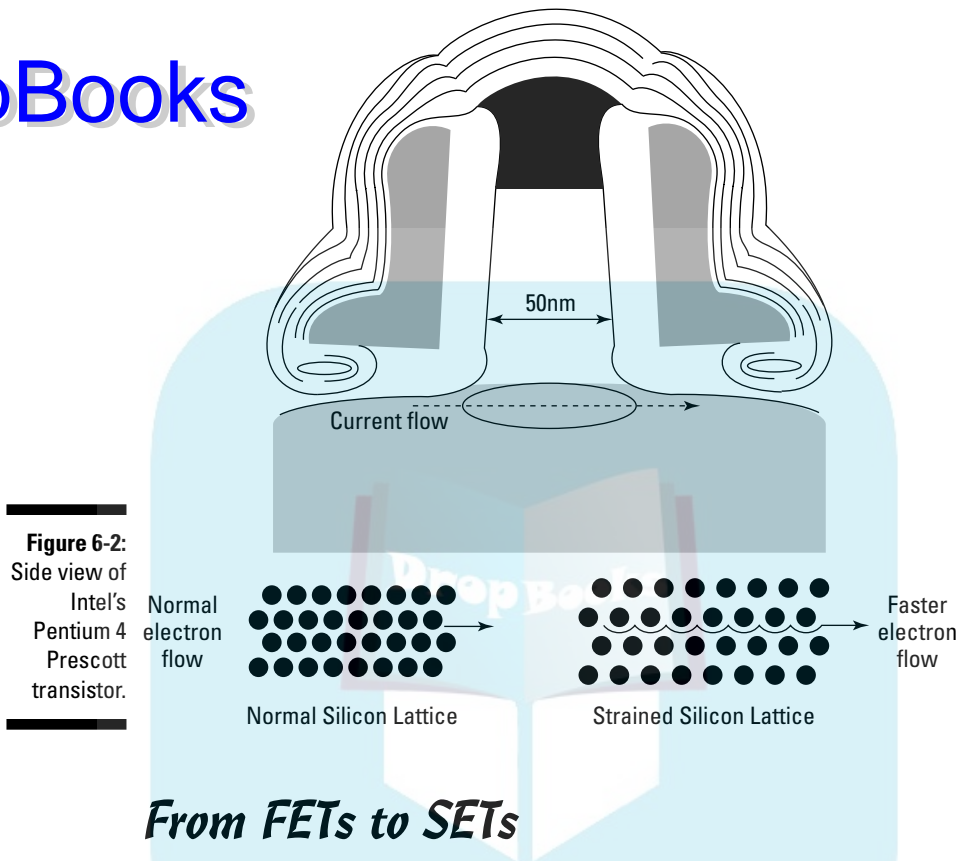 oBooks
50nm
Current flow
Figure 6-2:
Side view of
Intel's
Pentium 4
Prescott
transistor.
Normal
electron
flow
DropBooks
Faster
electron
flow
Normal Silicon Lattice
Strained Silicon Lattice
From FETs to SETs